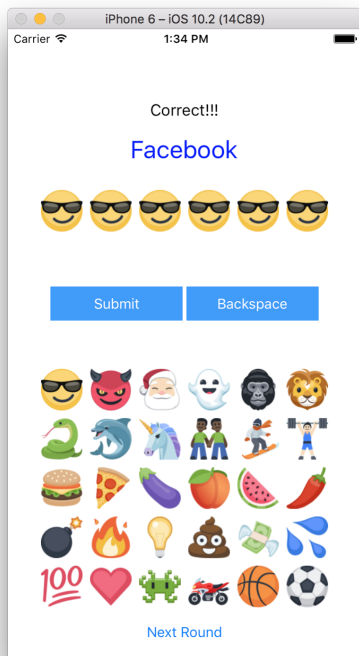 iPhone 6 – iOS 10.2 (14C89)
Carrier 1:34 PM
Correct!!!
Facebook
Submit Backspace
100
Next Round